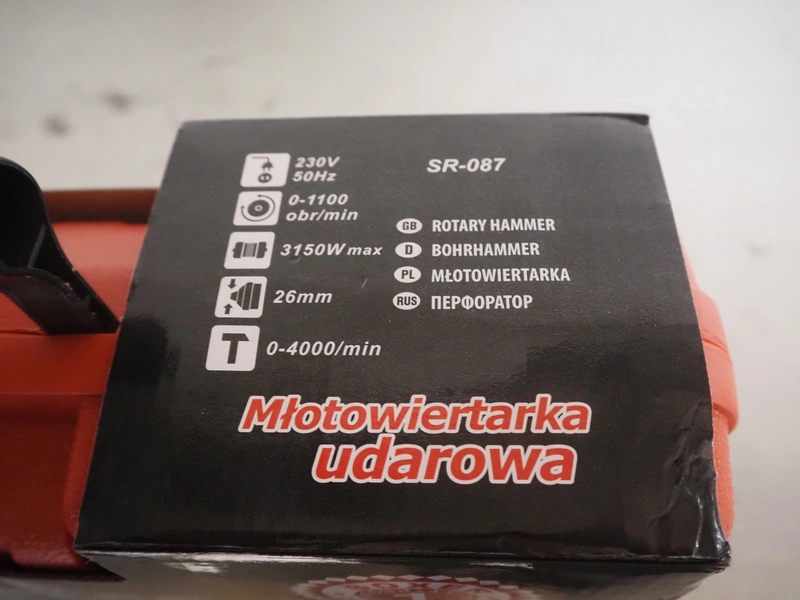 230V
50Hz
SR-087
0-1100
obr/min
3150W max
26mm
0-4000/min
GB ROTARY HAMMER
D BOHRHAMMER
PL MŁOTOWIERTARKA
RUS ПЕРФОРАТОР
Młotowiertarka
udarowa